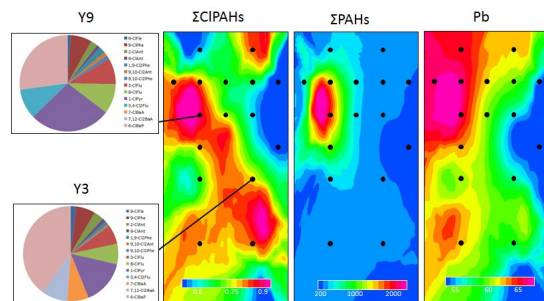 Y9
ΣClPAHs
ΣPAHs
Pb
9-ClFle
9-ClPhe
2-ClAnt
9-ClAnt
1,9-Cl2Phe
9,10-Cl2Ant
9,10-Cl2Phe
3-ClFlu
8-ClFlu
1-ClPyr
3,4-Cl2Flu
7-ClBaA
7,12-Cl2BaA
6-ClBaP
Y3
9-ClFle
9-ClPhe
2-ClAnt
9-ClAnt
1,9-Cl2Phe
9,10-Cl2Ant
9,10-Cl2Phe
3-ClFlu
8-ClFlu
1-ClPyr
3,4-Cl2Flu
7-ClBaA
7,12-Cl2BaA
6-ClBaP
0.6 0.75 0.9
200 1000 2000
55 60 65